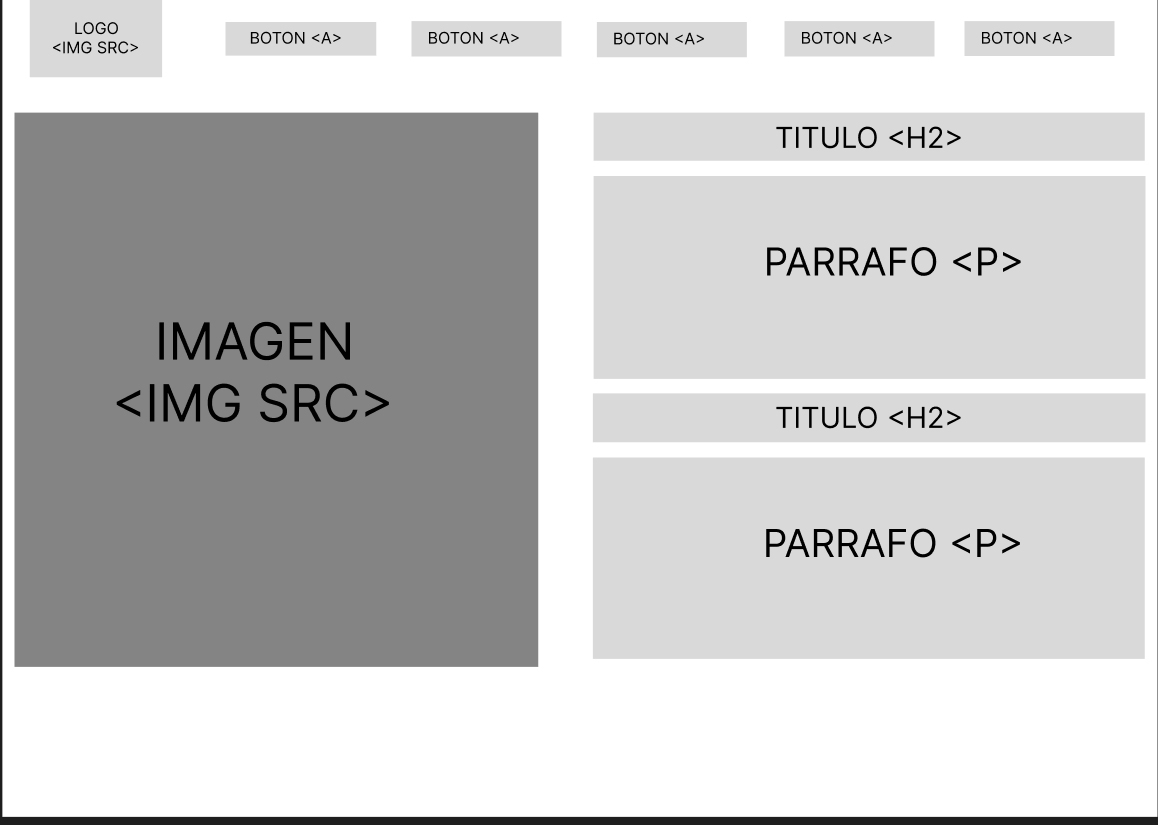 LOGO
<IMG SRC>
BOTON <A>
BOTON <A>
BOTON <A>
BOTON <A>
BOTON <A>
IMAGEN
<IMG SRC>
TITULO <H2>
PARRAFO <P>
TITULO <H2>
PARRAFO <P>